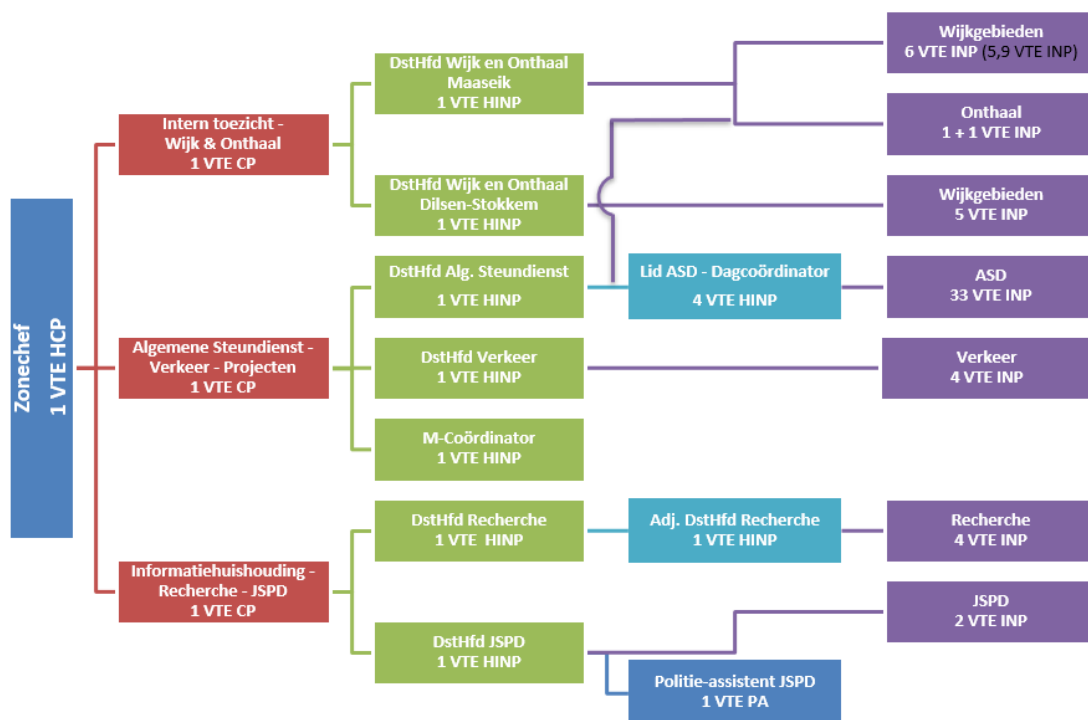 Zonechef
1 VTE HCP
Intern toezicht -
Wijk & Onthaal
1 VTE CP
DstHfd Wijk en Onthaal
Maaseik
1 VTE HINP
Wijkgebieden
6 VTE INP (5,9 VTE INP)
Onthaal
1 + 1 VTE INP
DstHfd Wijk en Onthaal
Dilsen-Stokkem
1 VTE HINP
Wijkgebieden
5 VTE INP
Algemene Steundienst -
Verkeer - Projecten
1 VTE CP
DstHfd Alg. Steundienst
1 VTE HINP
Lid ASD - Dagcoördinator
4 VTE HINP
ASD
33 VTE INP
DstHfd Verkeer
1 VTE HINP
Verkeer
4 VTE INP
M-Coördinator
1 VTE HINP
Informatiehuishouding -
Recherche - JSPD
1 VTE CP
DstHfd Recherche
1 VTE HINP
Adj. DstHfd Recherche
1 VTE HINP
Recherche
4 VTE INP
DstHfd JSPD
1 VTE HINP
JSPD
2 VTE INP
Politie-assistent JSPD
1 VTE PA